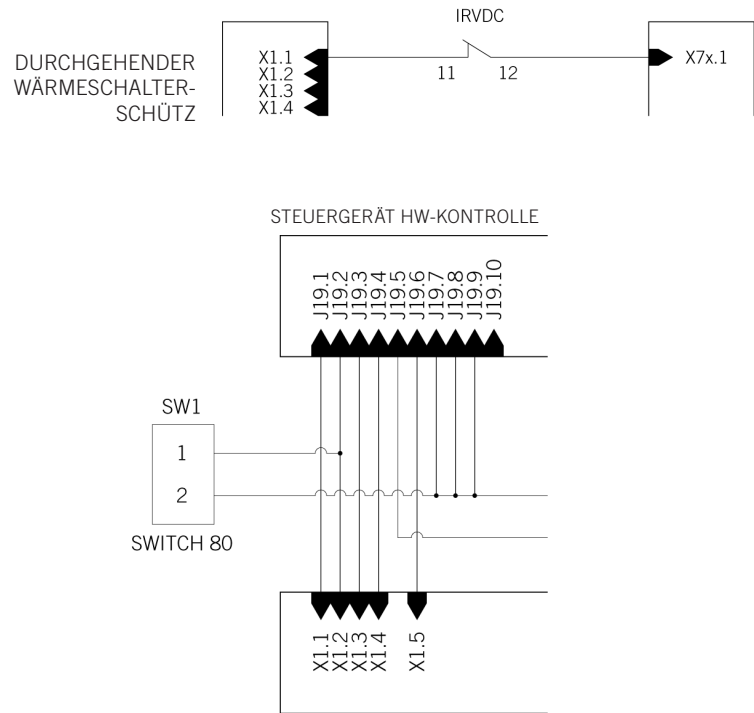 IRVDC
DURCHGEHENDER
WÄRMESCHALTER-
SCHÜTZ
X1.1
X1.2
X1.3
X1.4
11 12
X7x.1
STEUERGERÄT HW-KONTROLLE
J19.1
J19.2
J19.3
J19.4
J19.5
J19.6
J19.7
J19.8
J19.9
J19.10
SW1
1
2
SWITCH 80
X1.1
X1.2
X1.3
X1.4
X1.5